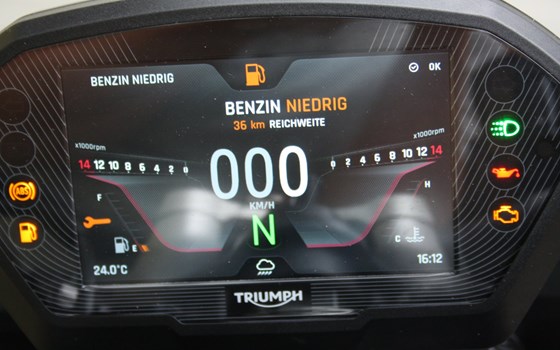 BENZIN NIEDRIG
OK
BENZIN NIEDRIG
36 km REICHWEITE
x1000rpm
x1000rpm
14 12 10 8 6 4 2 0
000
0 2 4 6 8 10 12 14
KM/H
F
H
N
E
C
24.0°C
16:12
ABS
TRIUMPH